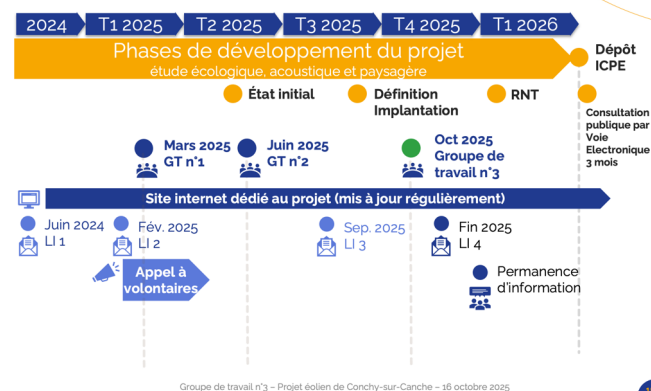 2024
T1 2025
T2 2025
T3 2025
T4 2025
T1 2026
Phases de développement du projet
étude écologique, acoustique et paysagère
Dépôt
ICPE
État initial
Définition
Implantation
RNT
Consultation
publique par
Voie
Electronique
3 mois
Mars 2025
GT n°1
Juin 2025
GT n°2
Oct 2025
Groupe de
travail n°3
Site internet dédié au projet (mis à jour régulièrement)
Juin 2024
LI 1
Fév. 2025
LI 2
Sep. 2025
LI 3
Fin 2025
LI 4
Appel à
volontaires
Permanence
d'information
Groupe de travail n°3 – Projet éolien de Conchy-sur-Canche – 16 octobre 2025